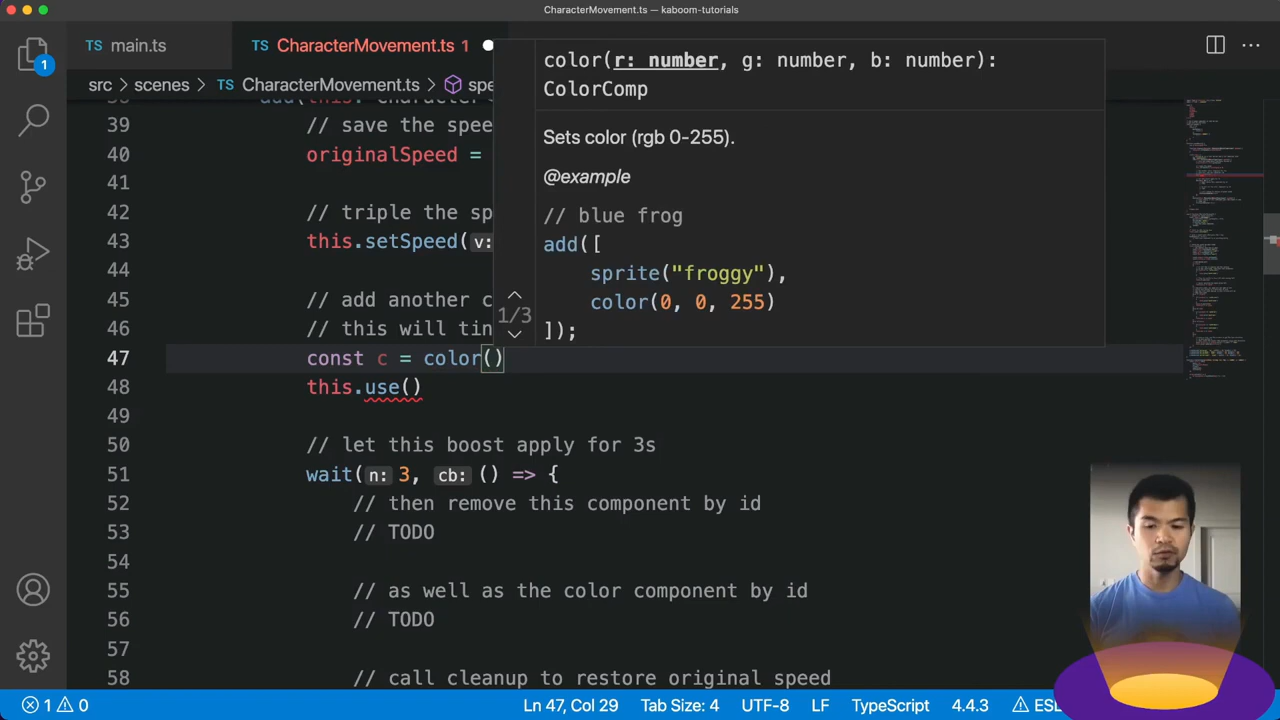 CharacterMovement.ts — kaboom-tutorials
TS main.ts
TS CharacterMovement.ts 1
src > scenes > TS CharacterMovement.ts > spe
1
39 // save the spee
40 originalSpeed =
41
42 // triple the sp
43 this.setSpeed(v:
44
45 // add another c
46 // this will tin
47 const c = color()
48 this.use()
49
50 // let this boost apply for 3s
51 wait(n: 3, cb: () => {
52 // then remove this component by id
53 // TODO
54
55 // as well as the color component by id
56 // TODO
57
58 // call cleanup to restore original speed
color(r: number, g: number, b: number):
ColorComp
Sets color (rgb 0-255).
@example
// blue frog
add([
sprite("froggy"),
color(0, 0, 255)
]);
1/3
1 0 Ln 47, Col 29 Tab Size: 4 UTF-8 LF TypeScript 4.4.3 ESL